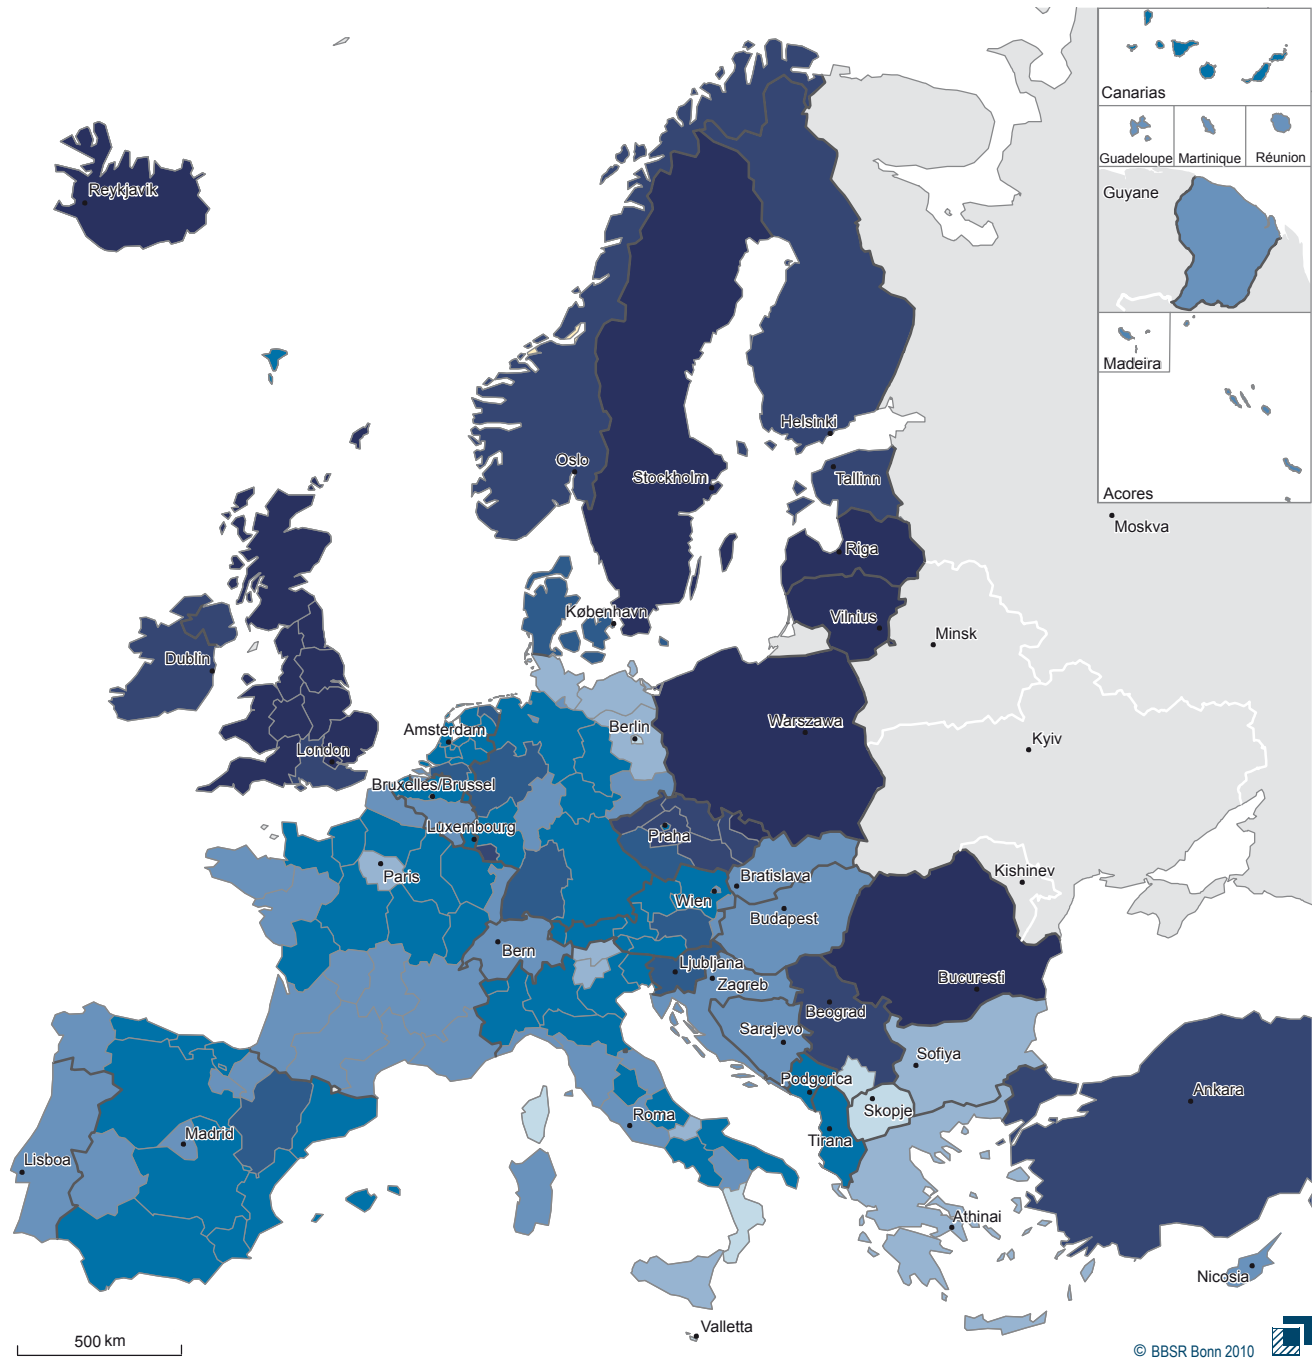 Canarias
Guadeloupe
Martinique
Réunion
Guyane
Madeira
Acores
Reykjavik
Helsinki
Oslo
Tallinn
Stockholm
Moskva
Riga
København
Vilnius
Minsk
Dublin
Warszawa
Berlin
Amsterdam
Kyiv
London
Bruxelles/Brussel
Luxembourg
Praha
Kishinev
Paris
Bratislava
Wien
Budapest
Bern
Ljubljana
Zagreb
Bucuresti
Beograd
Sarajevo
Sofiya
Podgorica
Ankara
Skopje
Roma
Madrid
Tirana
Lisboa
Athinai
Nicosia
Valletta
500 km
© BBSR Bonn 2010